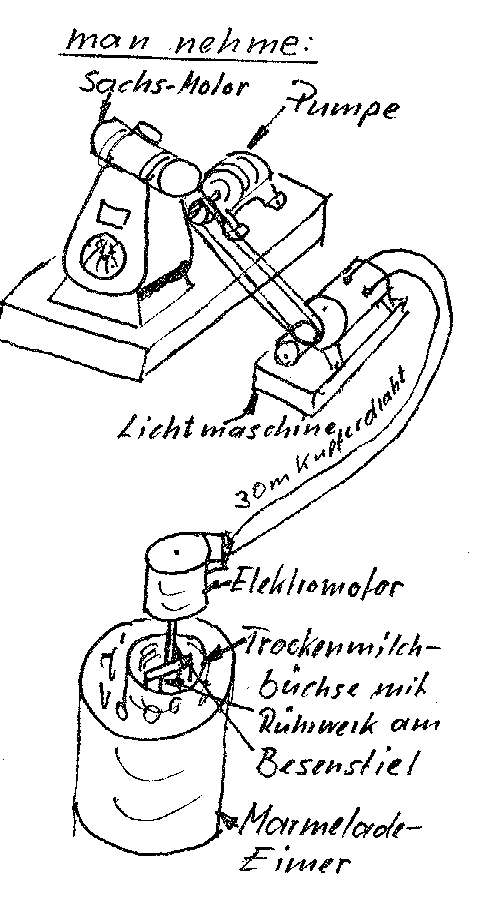 man nehme:
Sachs-Motor
Pumpe
Lichtmaschine
30m Kupferdraht
Elektromotor
Trockenmilch-
büchse mit
Rührwerk am
Besenstiel
Marmelade-
Eimer